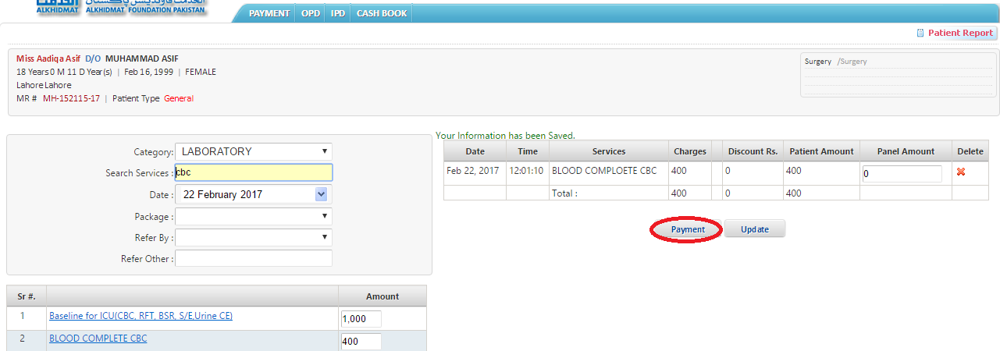 ALKHIDMAT
ALKHIDMAT FOUNDATION PAKISTAN
PAYMENT OPD IPD CASH BOOK
Patient Report
Miss Aadiqa Asif D/O MUHAMMAD ASIF
18 Years 0 M 11 D Year(s) | Feb 16, 1999 | FEMALE
Lahore Lahore
MR # MH-152115-17 | Patient Type General
Surgery /Surgery
Category: LABORATORY
Search Services : cbc
Date : 22 February 2017
Package :
Refer By :
Refer Other :
Sr #. Amount
1 Baseline for ICU(CBC, RFT, BSR, S/E,Urine CE) 1,000
2 BLOOD COMPLETE CBC 400
Your Information has been Saved.
Date Time Services Charges Discount Rs. Patient Amount Panel Amount Delete
Feb 22, 2017 12:01:10 BLOOD COMPLOETE CBC 400 0 400 0
Total : 400 0 400
Payment Update